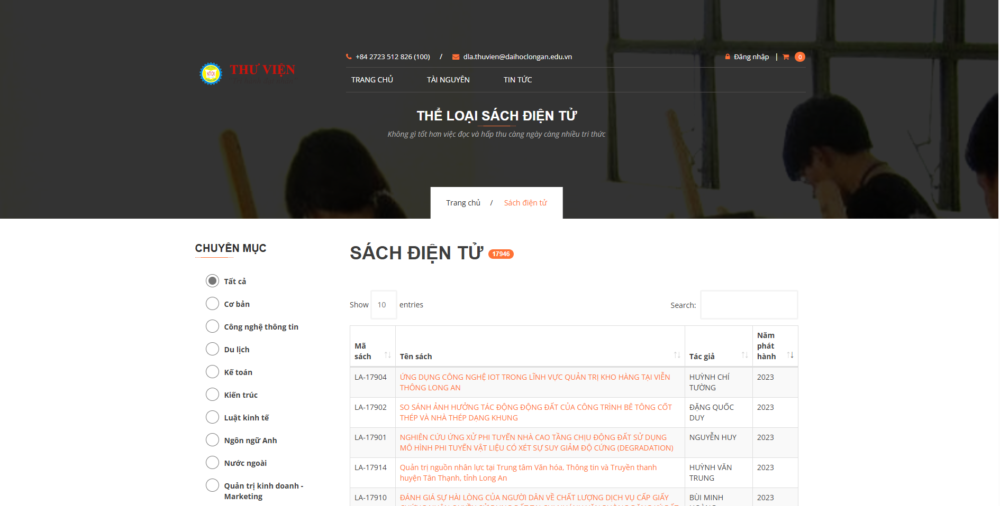 +84 2723 512 826 (100) / dla.thuvien@daihoclongan.edu.vn
Đăng nhập | 0
KTCN
THƯ VIỆN
TRANG CHỦ TÀI NGUYÊN TIN TỨC
THỂ LOẠI SÁCH ĐIỆN TỬ
Không gì tốt hơn việc đọc và hấp thu càng ngày càng nhiều tri thức
Trang chủ / Sách điện tử
CHUYÊN MỤC
Tất cả
Cơ bản
Công nghệ thông tin
Du lịch
Kế toán
Kiến trúc
Luật kinh tế
Ngôn ngữ Anh
Nước ngoài
Quản trị kinh doanh -
Marketing
SÁCH ĐIỆN TỬ 17946
Show 10 entries
Search:
Mã
sách
Tên sách
Tác giả
Năm
phát
hành
LA-17904
ỨNG DỤNG CÔNG NGHỆ IOT TRONG LĨNH VỰC QUẢN TRỊ KHO HÀNG TẠI VIỄN
THÔNG LONG AN
HUỲNH CHÍ
TƯỜNG
2023
LA-17902
SO SÁNH ẢNH HƯỞNG TÁC ĐỘNG ĐỘNG ĐẤT CỦA CÔNG TRÌNH BÊ TÔNG CỐT
THÉP VÀ NHÀ THÉP DẠNG KHUNG
ĐẶNG QUỐC
DUY
2023
LA-17901
NGHIÊN CỨU ỨNG XỬ PHI TUYẾN NHÀ CAO TẦNG CHỊU ĐỘNG ĐẤT SỬ DỤNG
MÔ HÌNH PHI TUYẾN VẬT LIỆU CÓ XÉT SỰ SUY GIẢM ĐỘ CỨNG (DEGRADATION)
NGUYỄN HUY
2023
LA-17914
Quản trị nguồn nhân lực tại Trung tâm Văn hóa, Thông tin và Truyền thanh
huyện Tân Thạnh, tỉnh Long An
HUỲNH VĂN
TRUNG
2023
LA-17910
ĐÁNH GIÁ SỰ HÀI LÒNG CỦA NGƯỜI DÂN VỀ CHẤT LƯỢNG DỊCH VỤ CẤP GIẤY
BÙI MINH
2023